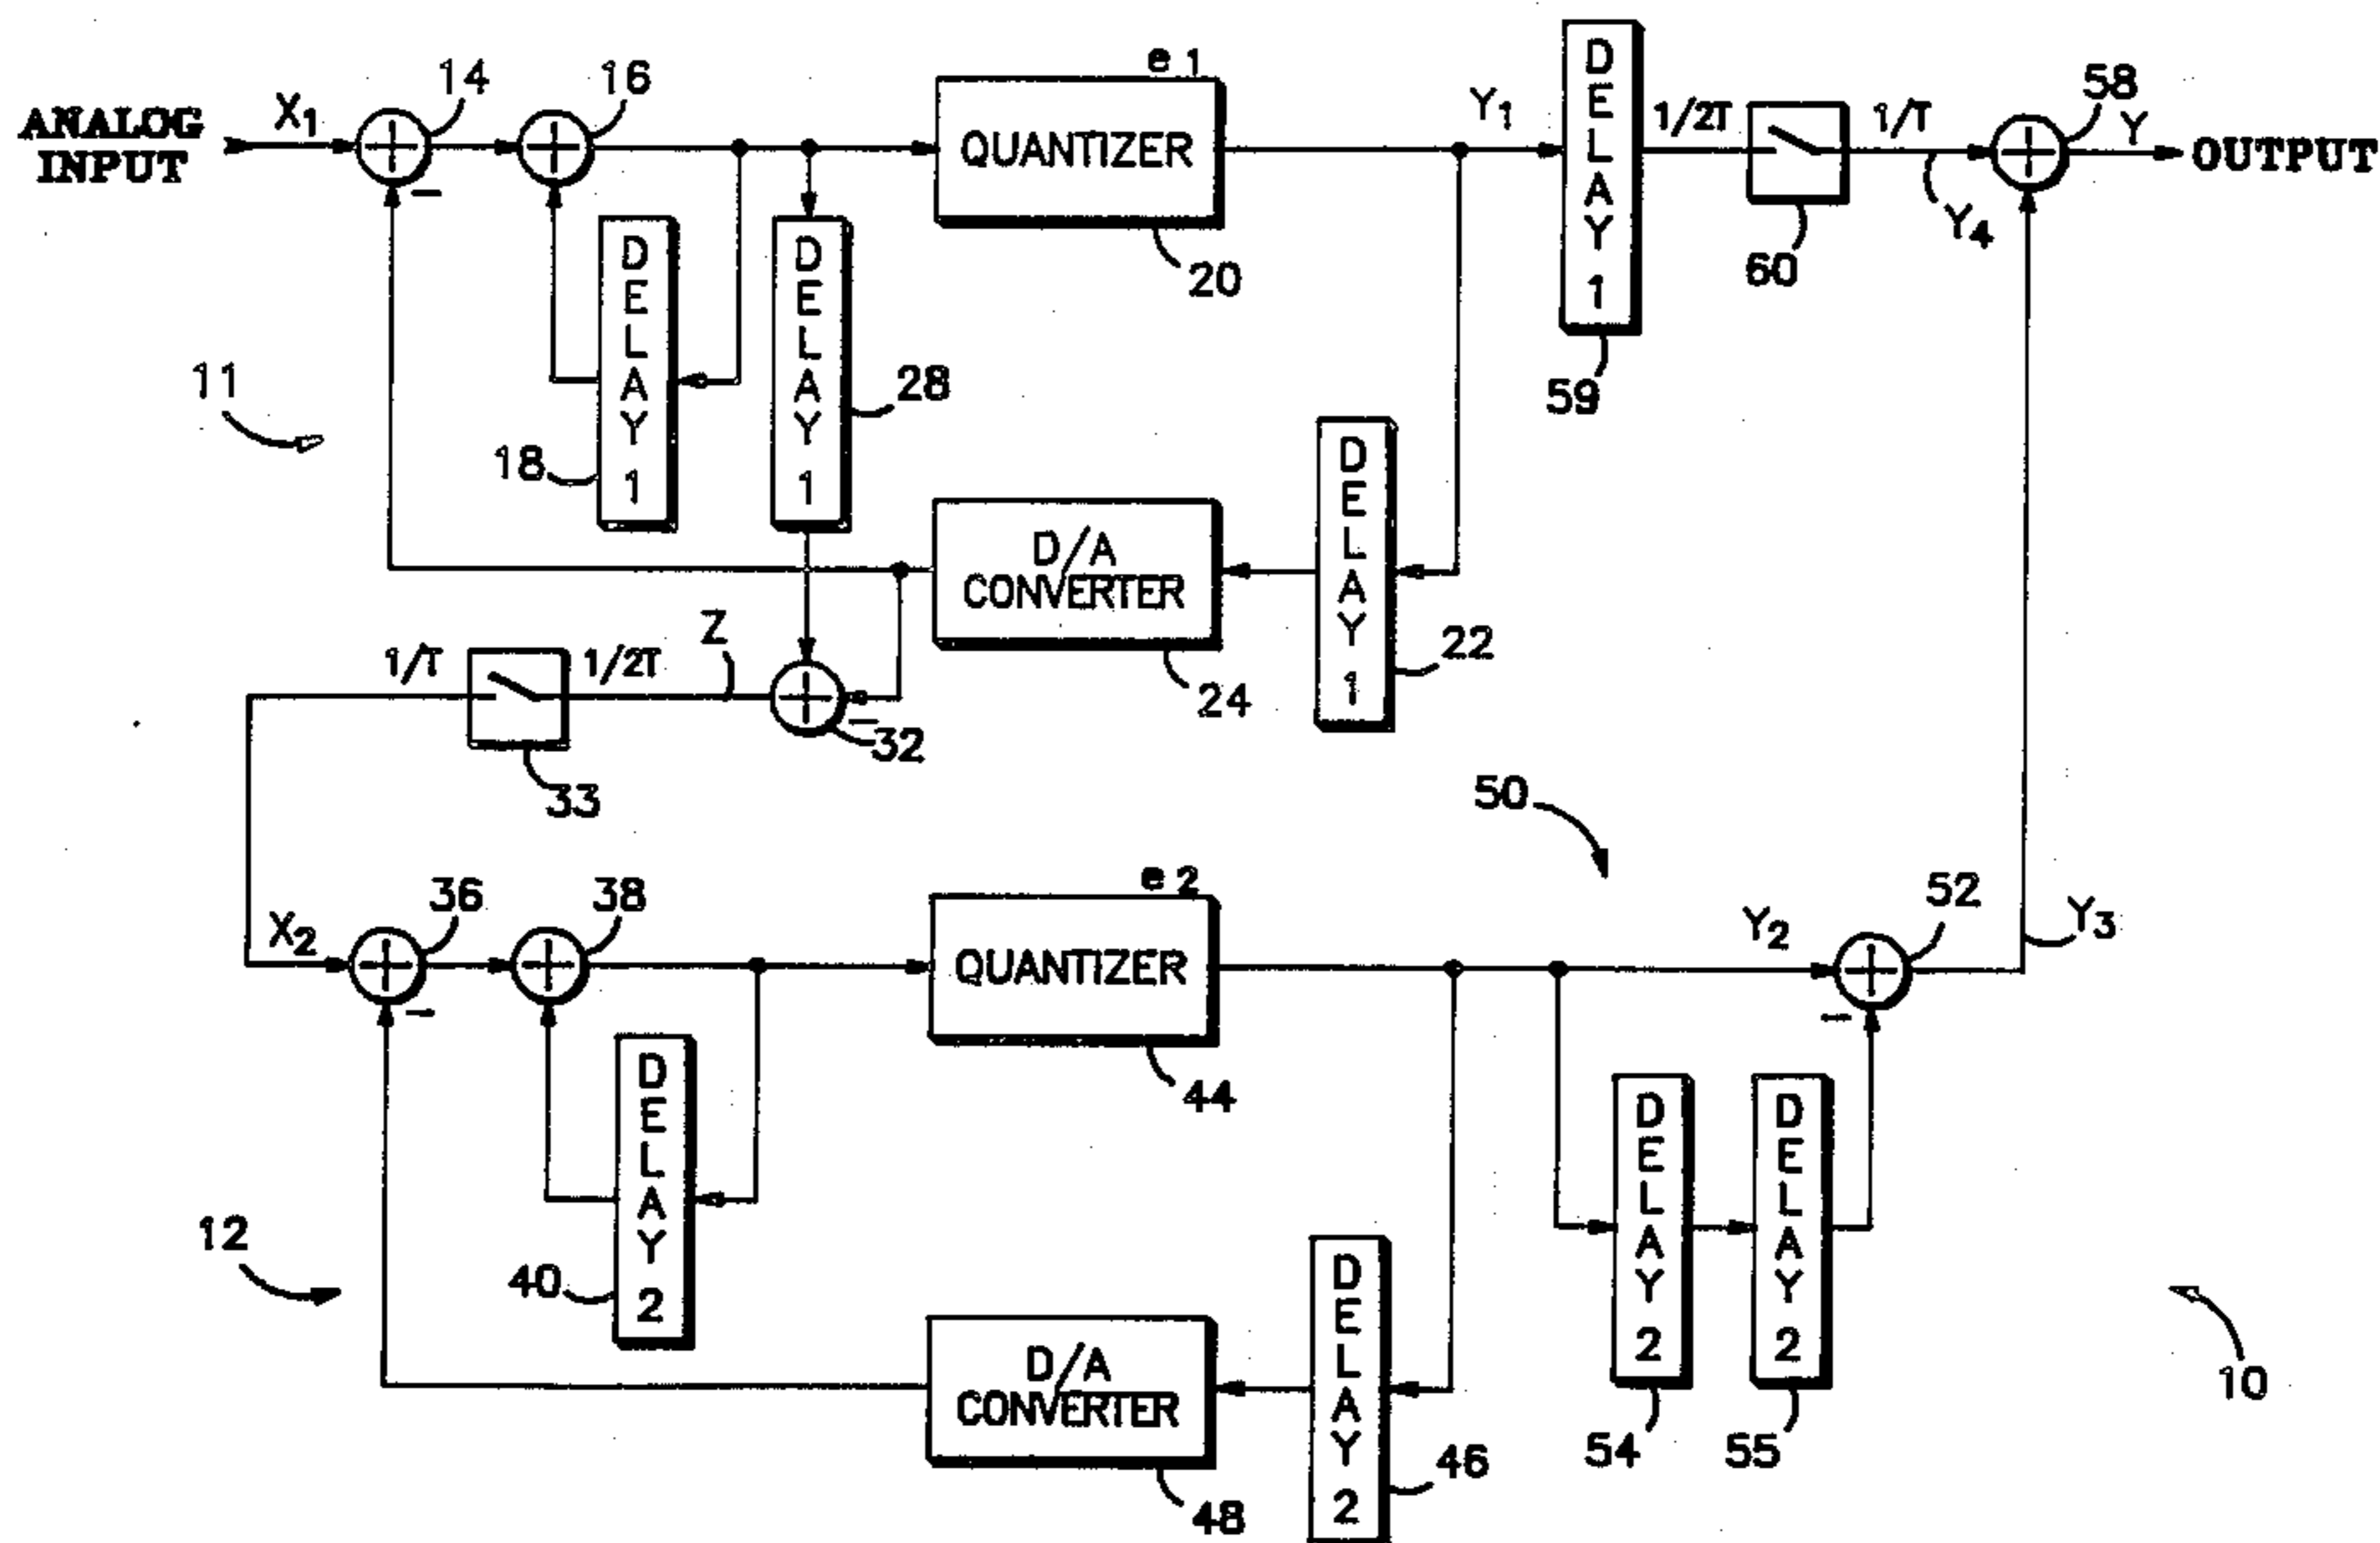 ANALOG
INPUT
X1
14
16
e1
QUANTIZER
20
Y1
DELAY 1
59
1/2T
60
1/T
Y4
58
Y
OUTPUT
11
DELAY 1
18
DELAY 1
28
D/A
CONVERTER
24
DELAY 1
22
1/T
33
1/2T
Z
32
50
X2
36
38
e2
QUANTIZER
44
Y2
52
Y3
12
DELAY 2
40
D/A
CONVERTER
48
DELAY 2
46
DELAY 2
54
DELAY 2
55
10